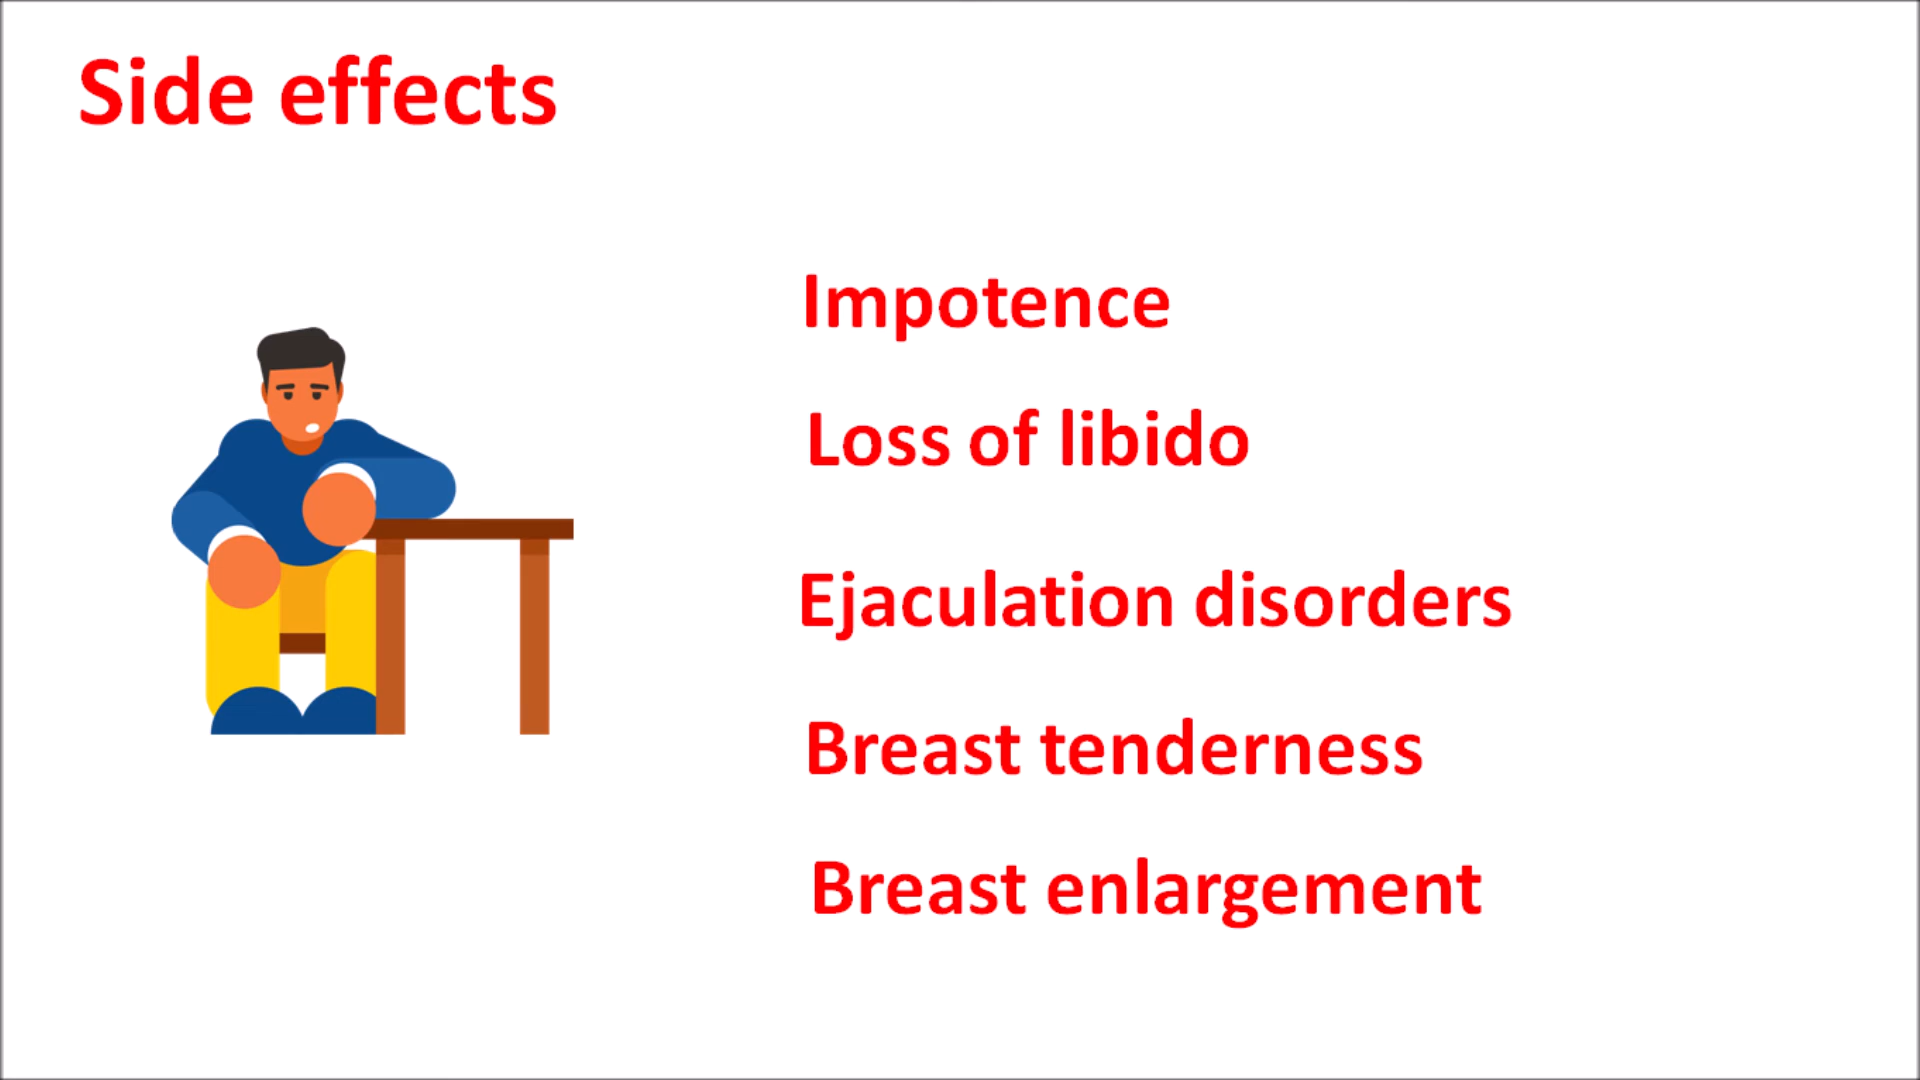 Side effects
Impotence
Loss of libido
Ejaculation disorders
Breast tenderness
Breast enlargement